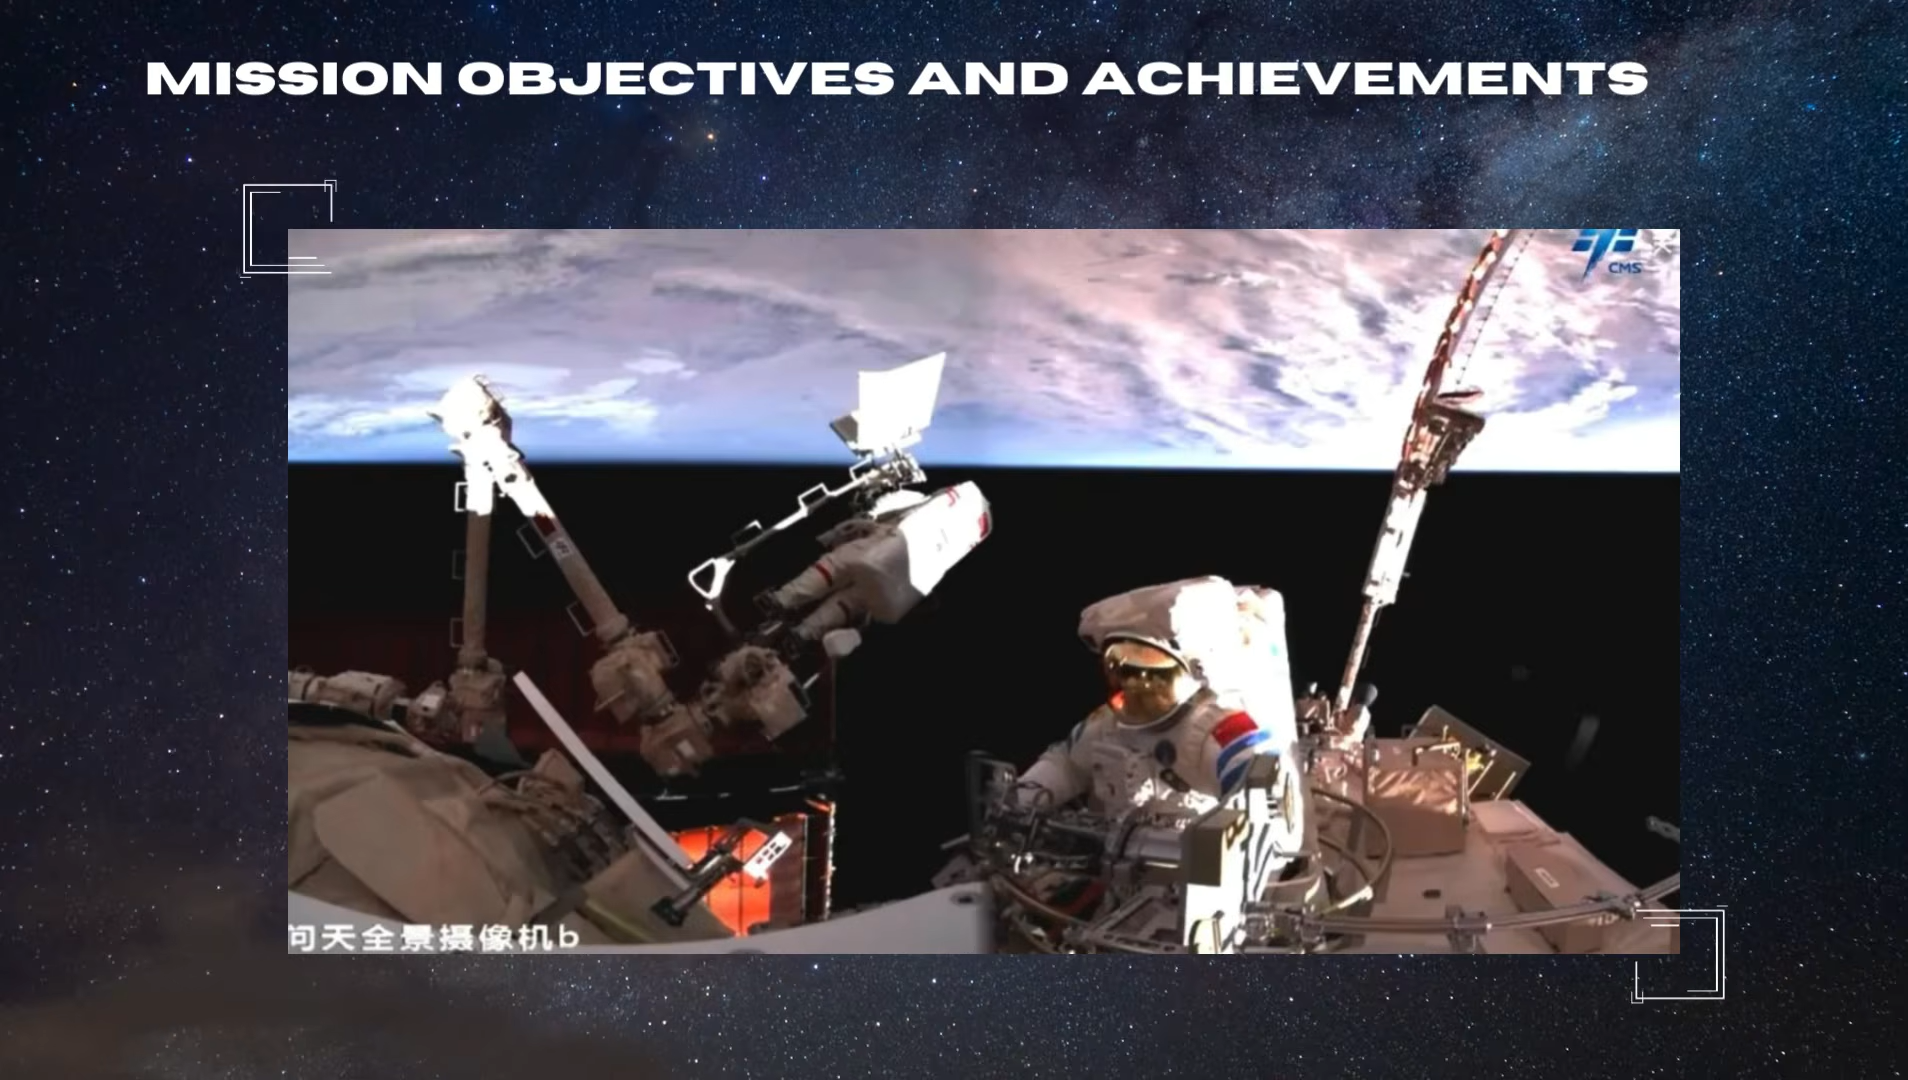 MISSION OBJECTIVES AND ACHIEVEMENTS
CMS
问天全景摄像机b